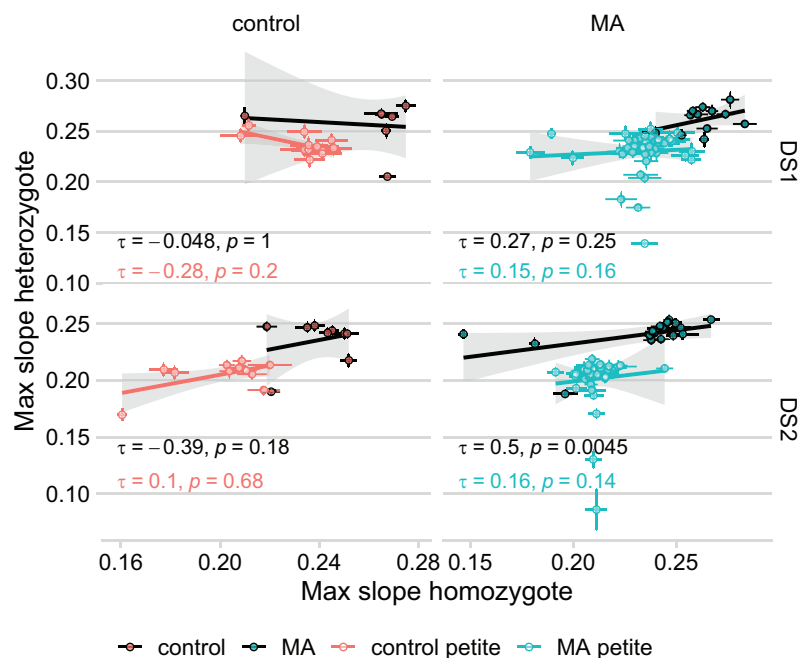 control MA
0.30
0.25
0.20
0.15
0.10
τ = −0.048, p = 1
τ = −0.28, p = 0.2
τ = 0.27, p = 0.25
τ = 0.15, p = 0.16
DS1
0.25
0.20
0.15
0.10
τ = −0.39, p = 0.18
τ = 0.1, p = 0.68
τ = 0.5, p = 0.0045
τ = 0.16, p = 0.14
DS2
Max slope heterozygote
0.16 0.20 0.24 0.28 0.15 0.20 0.25
Max slope homozygote
control MA control petite MA petite